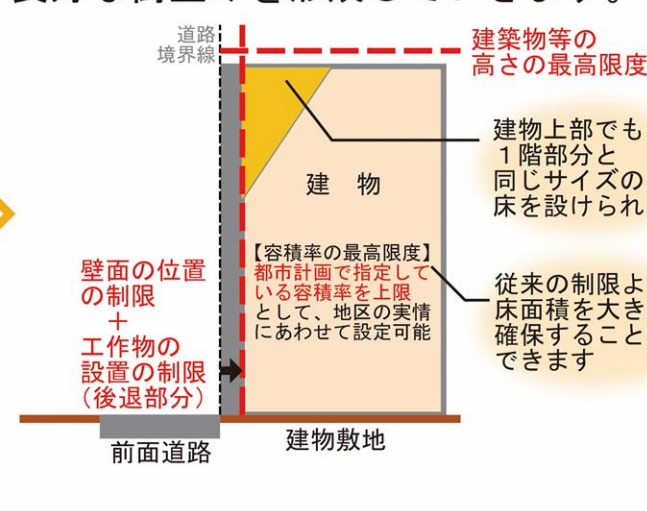 道路
境界線
建築物等の
高さの最高限度
建物上部でも
1階部分と
同じサイズの
床を設けられ
建 物
【容積率の最高限度】
都市計画で指定して
いる容積率を上限
として、地区の実情
にあわせて設定可能
従来の制限よ
床面積を大き
確保すること
できます
壁面の位置
の制限
＋
工作物の
設置の制限
（後退部分）
前面道路
建物敷地